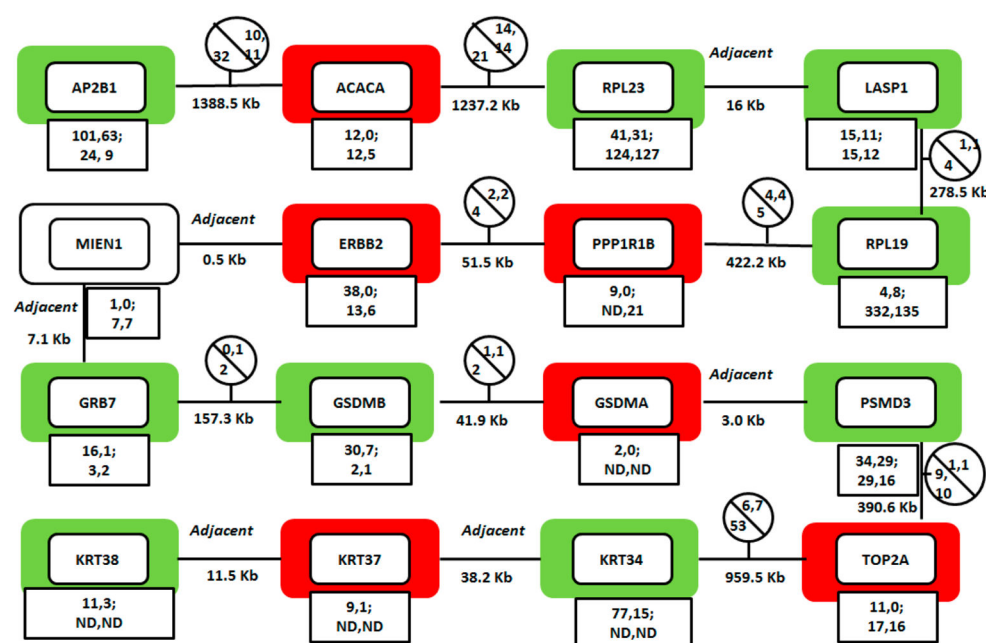 10,
11
32
14,
14
21
Adjacent
AP2B1
ACACA
RPL23
LASP1
1388.5 Kb
1237.2 Kb
16 Kb
101,63;
24, 9
12,0;
12,5
41,31;
124,127
15,11;
15,12
1,1
4
278.5 Kb
Adjacent
2,2
4
4,4
5
MIEN1
ERBB2
PPP1R1B
RPL19
0.5 Kb
51.5 Kb
422.2 Kb
Adjacent
7.1 Kb
1,0;
7,7
38,0;
13,6
9,0;
ND,21
4,8;
332,135
0,1
2
1,1
2
Adjacent
GRB7
GSDMB
GSDMA
PSMD3
157.3 Kb
41.9 Kb
3.0 Kb
16,1;
3,2
30,7;
2,1
2,0;
ND,ND
34,29;
29,16
1,1
9,
10
390.6 Kb
Adjacent
Adjacent
6,7
53
KRT38
KRT37
KRT34
TOP2A
11.5 Kb
38.2 Kb
959.5 Kb
11,3;
ND,ND
9,1;
ND,ND
77,15;
ND,ND
11,0;
17,16